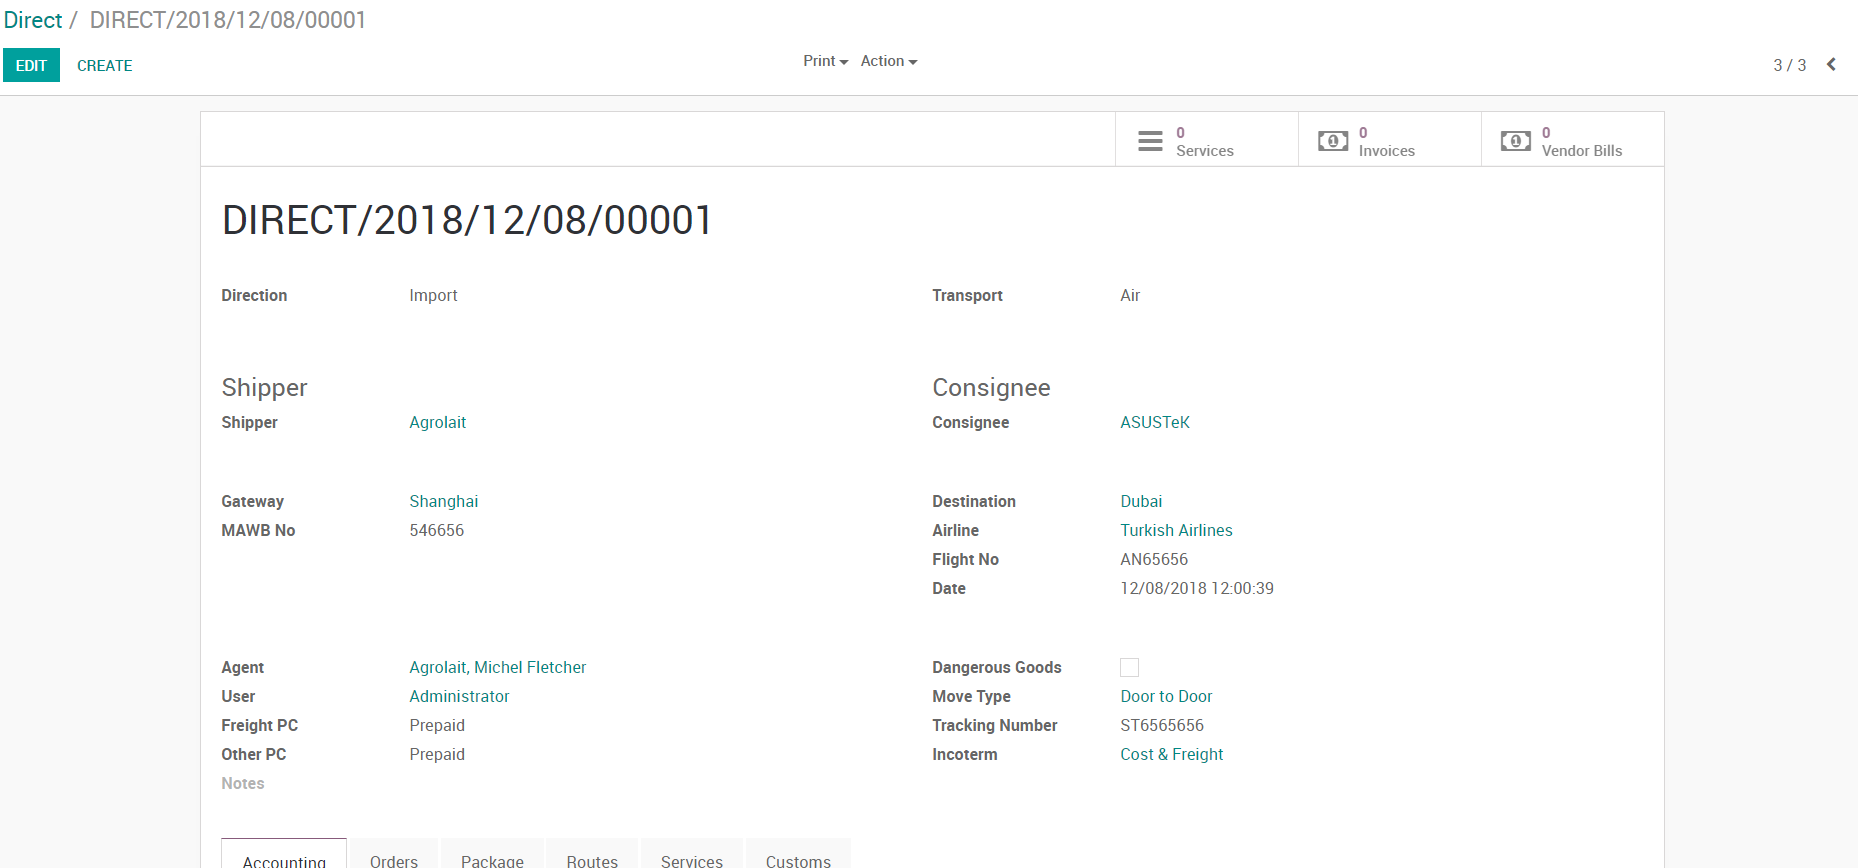 Direct / DIRECT/2018/12/08/00001
EDIT CREATE Print Action 3 / 3
0 Services
0 Invoices
0 Vendor Bills
DIRECT/2018/12/08/00001
Direction Import Transport Air
Shipper Consignee
Shipper Agrolait Consignee ASUSTeK
Gateway Shanghai Destination Dubai
MAWB No 546656 Airline Turkish Airlines
Flight No AN65656
Date 12/08/2018 12:00:39
Agent Agrolait, Michel Fletcher Dangerous Goods
User Administrator Move Type Door to Door
Freight PC Prepaid Tracking Number ST6565656
Other PC Prepaid Incoterm Cost & Freight
Notes
Accounting Orders Package Routes Services Customs